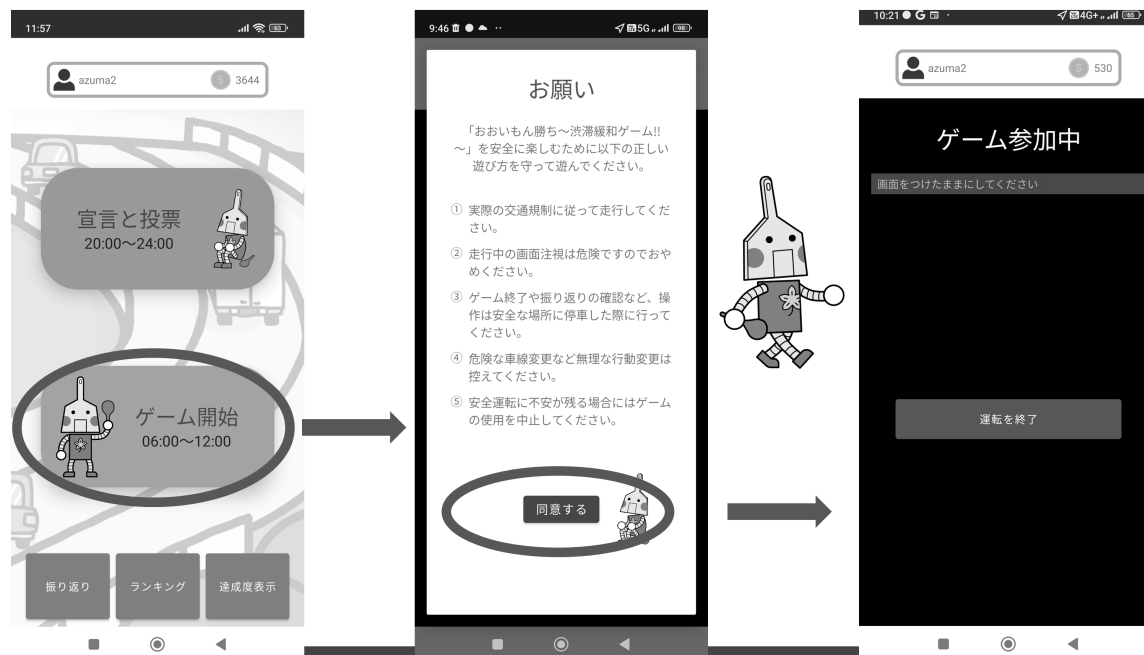 11:57
63
azuma2
S 3644
宣言と投票
20:00〜24:00
ゲーム開始
06:00〜12:00
振り返り
ランキング
達成度表示
9:46
5G
98
お願い
「おおいもん勝ち〜渋滞緩和ゲーム!!
〜」を安全に楽しむために以下の正しい
遊び方を守って遊んでください。
① 実際の交通規制に従って走行してくだ
さい。
② 走行中の画面注視は危険ですのでおや
めください。
③ ゲーム終了や振り返りの確認など、操
作は安全な場所に停車した際に行って
ください。
④ 危険な車線変更など無理な行動変更は
控えてください。
⑤ 安全運転に不安が残る場合にはゲーム
の使用を中止してください。
同意する
10:21
G
4G+
65
azuma2
S 530
ゲーム参加中
画面をつけたままにしてください
運転を終了